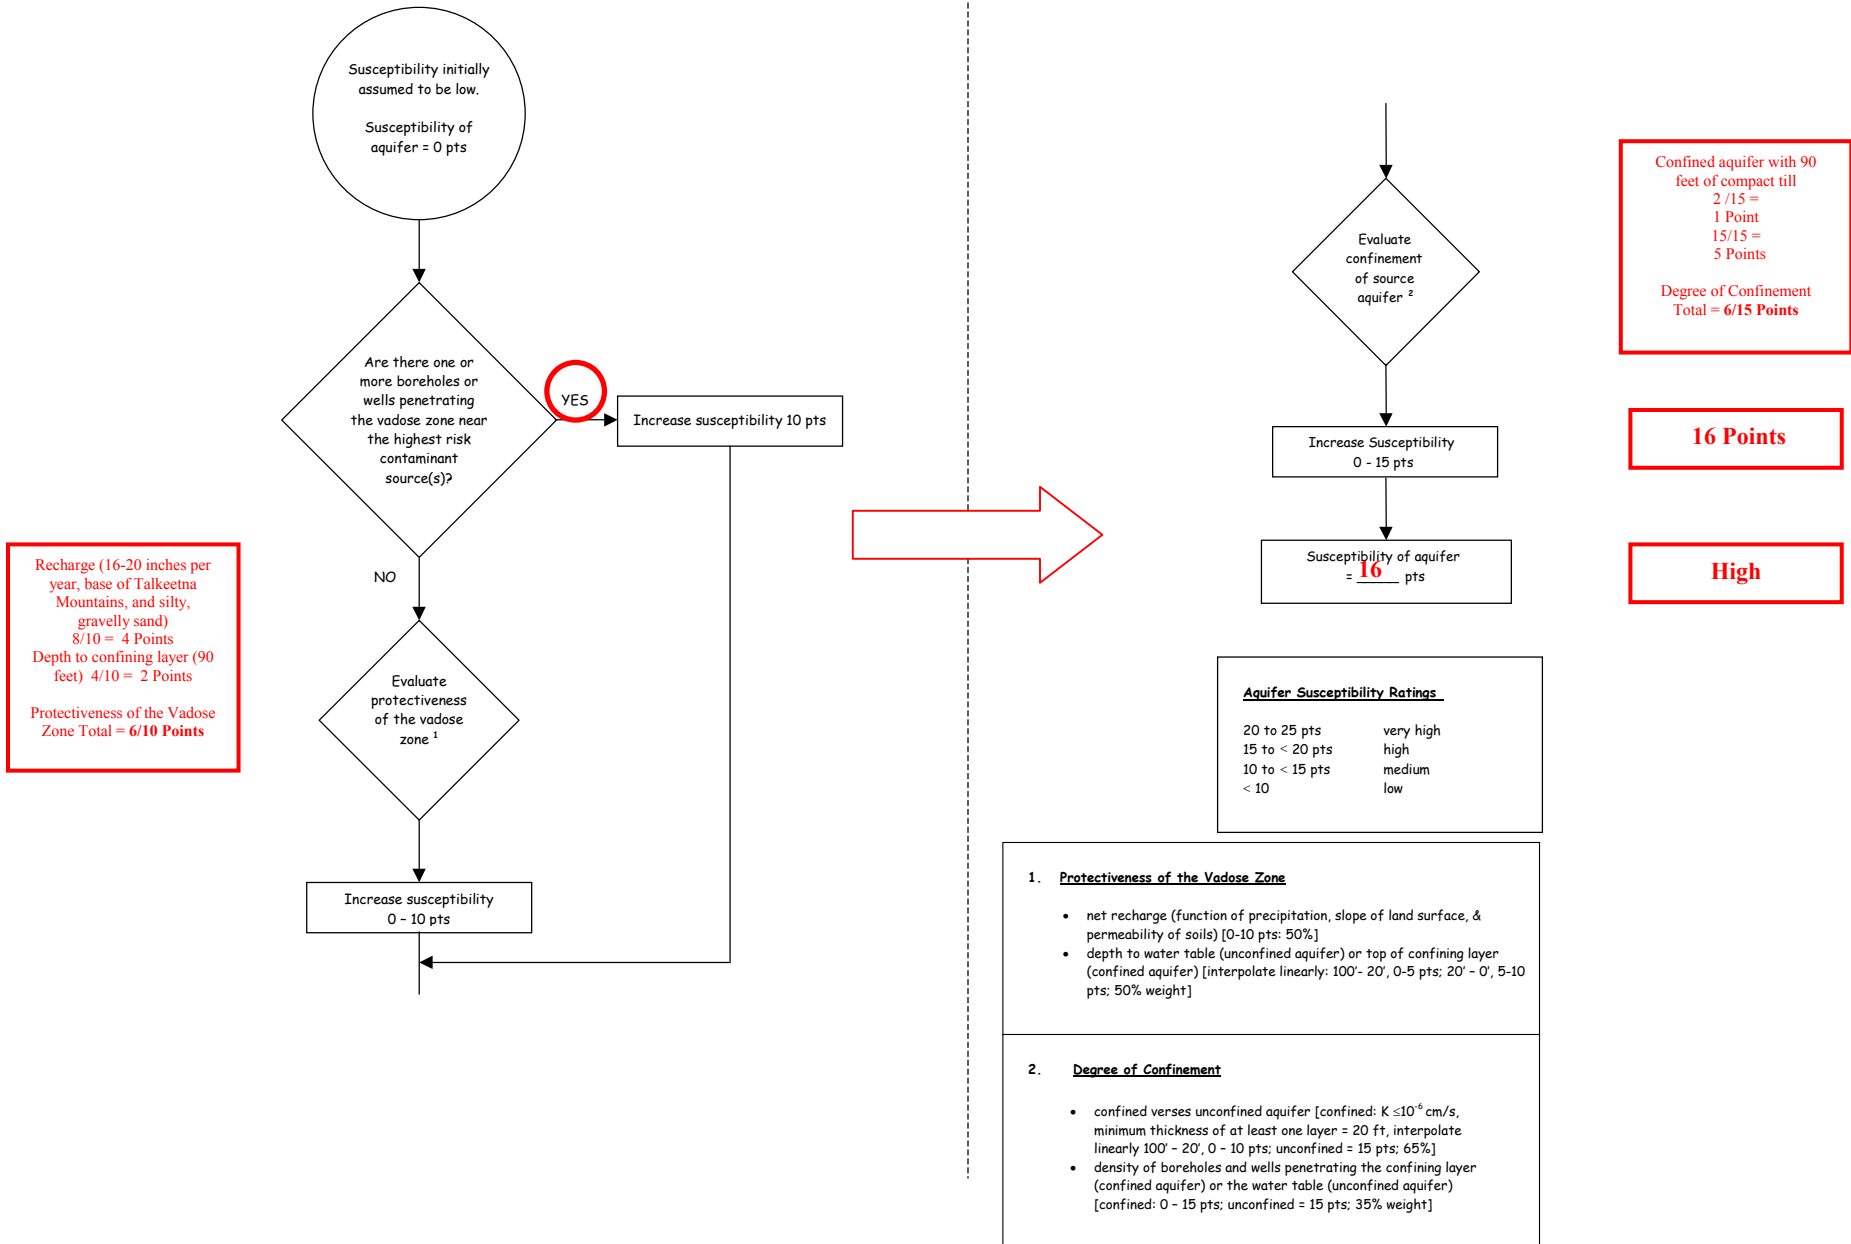 Susceptibility initially
assumed to be low.
Susceptibility of
aquifer = 0 pts
Are there one or
more boreholes or
wells penetrating
the vadose zone near
the highest risk
contaminant
source(s)?
YES
Increase susceptibility 10 pts
NO
Recharge (16-20 inches per
year, base of Talkeetna
Mountains, and silty,
gravelly sand)
8/10 = 4 Points
Depth to confining layer (90
feet) 4/10 = 2 Points
Protectiveness of the Vadose
Zone Total = 6/10 Points
Evaluate
protectiveness
of the vadose
zone ¹
Increase susceptibility
0 – 10 pts
Evaluate
confinement
of source
aquifer ²
Confined aquifer with 90
feet of compact till
2 /15 =
1 Point
15/15 =
5 Points
Degree of Confinement
Total = 6/15 Points
Increase Susceptibility
0 - 15 pts
16 Points
Susceptibility of aquifer
= 16 pts
High
Aquifer Susceptibility Ratings
20 to 25 pts very high
15 to < 20 pts high
10 to < 15 pts medium
< 10 low
1. Protectiveness of the Vadose Zone
• net recharge (function of precipitation, slope of land surface, &
permeability of soils) [0-10 pts: 50%]
• depth to water table (unconfined aquifer) or top of confining layer
(confined aquifer) [interpolate linearly: 100'- 20', 0-5 pts; 20' – 0', 5-10
pts; 50% weight]
2. Degree of Confinement
• confined verses unconfined aquifer [confined: K ≤10⁻⁶ cm/s,
minimum thickness of at least one layer = 20 ft, interpolate
linearly 100' – 20', 0 – 10 pts; unconfined = 15 pts; 65%]
• density of boreholes and wells penetrating the confining layer
(confined aquifer) or the water table (unconfined aquifer)
[confined: 0 – 15 pts; unconfined = 15 pts; 35% weight]